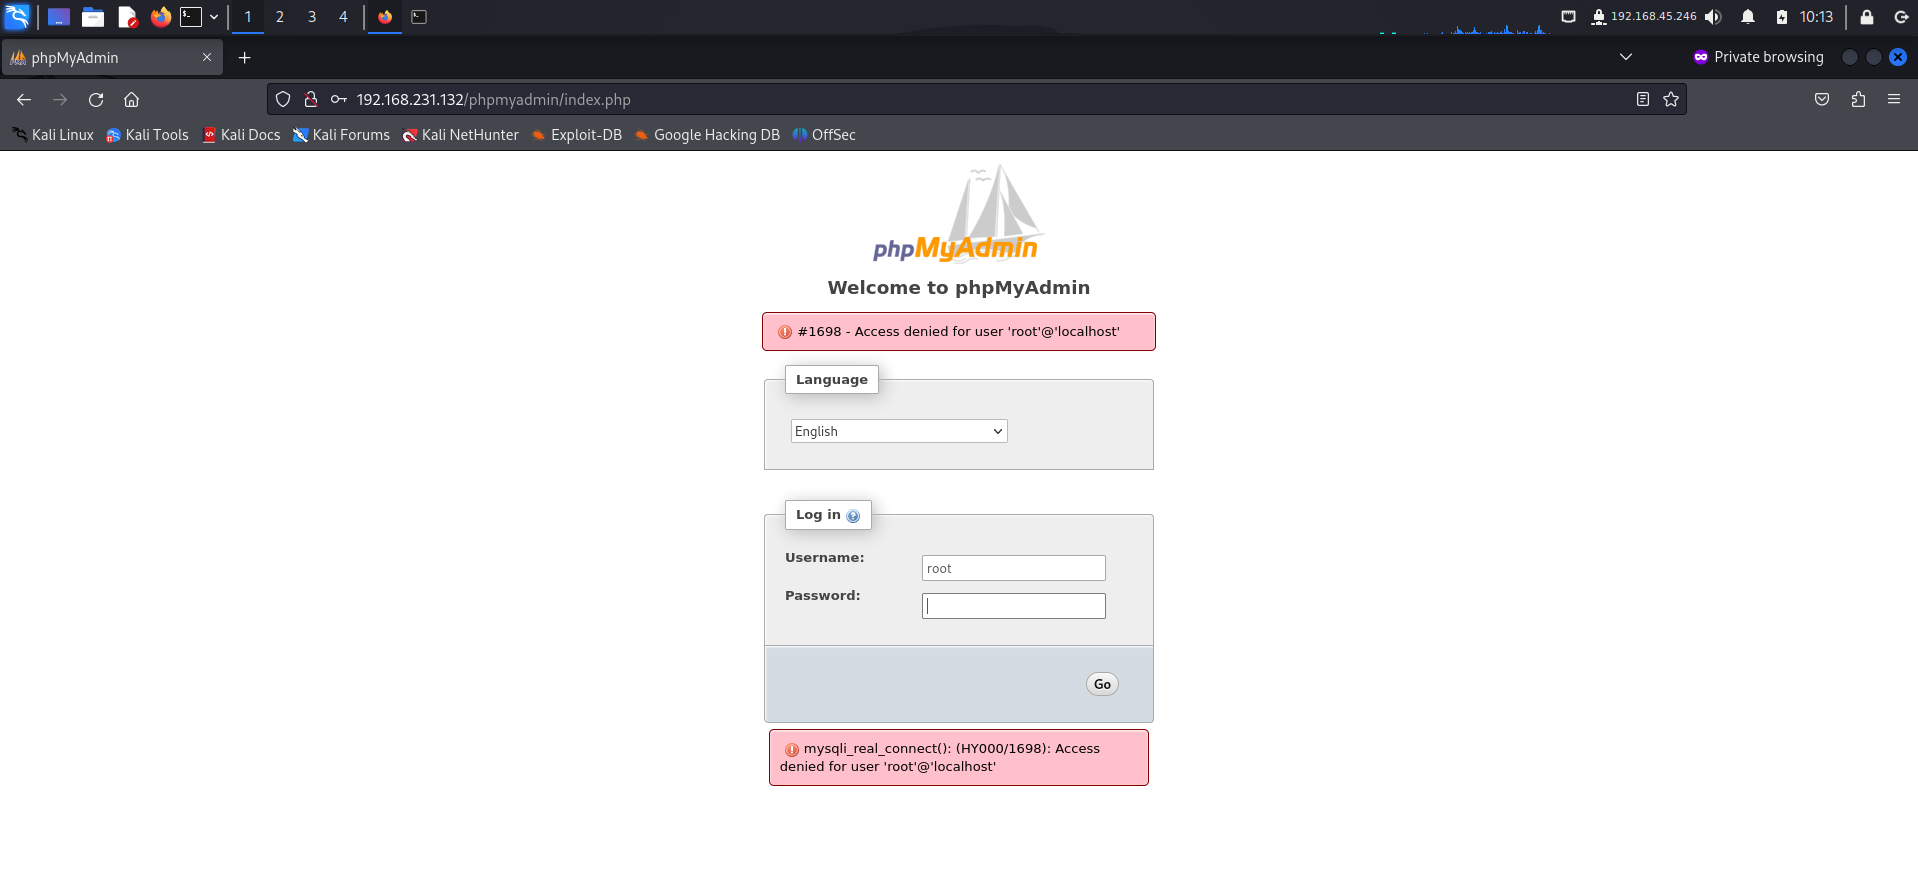 1 2 3 4 192.168.45.246 10:13
phpMyAdmin Private browsing
192.168.231.132/phpmyadmin/index.php
Kali Linux Kali Tools Kali Docs Kali Forums Kali NetHunter Exploit-DB Google Hacking DB OffSec
phpMyAdmin
Welcome to phpMyAdmin
#1698 - Access denied for user 'root'@'localhost'
Language
English
Log in
Username: root
Password:
Go
mysqli_real_connect(): (HY000/1698): Access
denied for user 'root'@'localhost'